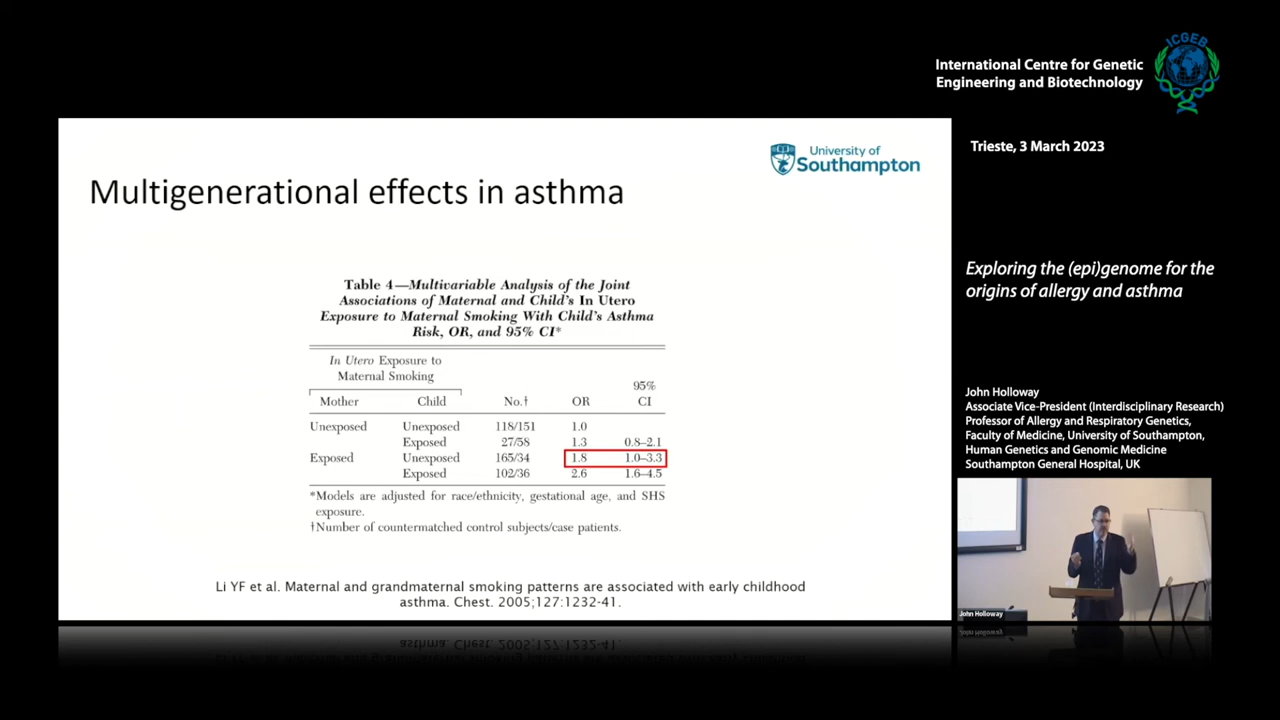 ICGEB
International Centre for Genetic
Engineering and Biotechnology
Trieste, 3 March 2023
University of
Southampton
Multigenerational effects in asthma
Table 4—Multivariable Analysis of the Joint
Associations of Maternal and Child's In Utero
Exposure to Maternal Smoking With Child's Asthma
Risk, OR, and 95% CI*
In Utero Exposure to
Maternal Smoking
95%
Mother Child No.† OR CI
Unexposed Unexposed 118/151 1.0
Exposed 27/58 1.3 0.8–2.1
Exposed Unexposed 165/34 1.8 1.0–3.3
Exposed 102/36 2.6 1.6–4.5
*Models are adjusted for race/ethnicity, gestational age, and SHS
exposure.
†Number of countermatched control subjects/case patients.
Li YF et al. Maternal and grandmaternal smoking patterns are associated with early childhood
asthma. Chest. 2005;127:1232-41.
Exploring the (epi)genome for the
origins of allergy and asthma
John Holloway
Associate Vice-President (Interdisciplinary Research)
Professor of Allergy and Respiratory Genetics,
Faculty of Medicine, University of Southampton,
Human Genetics and Genomic Medicine
Southampton General Hospital, UK
John Holloway